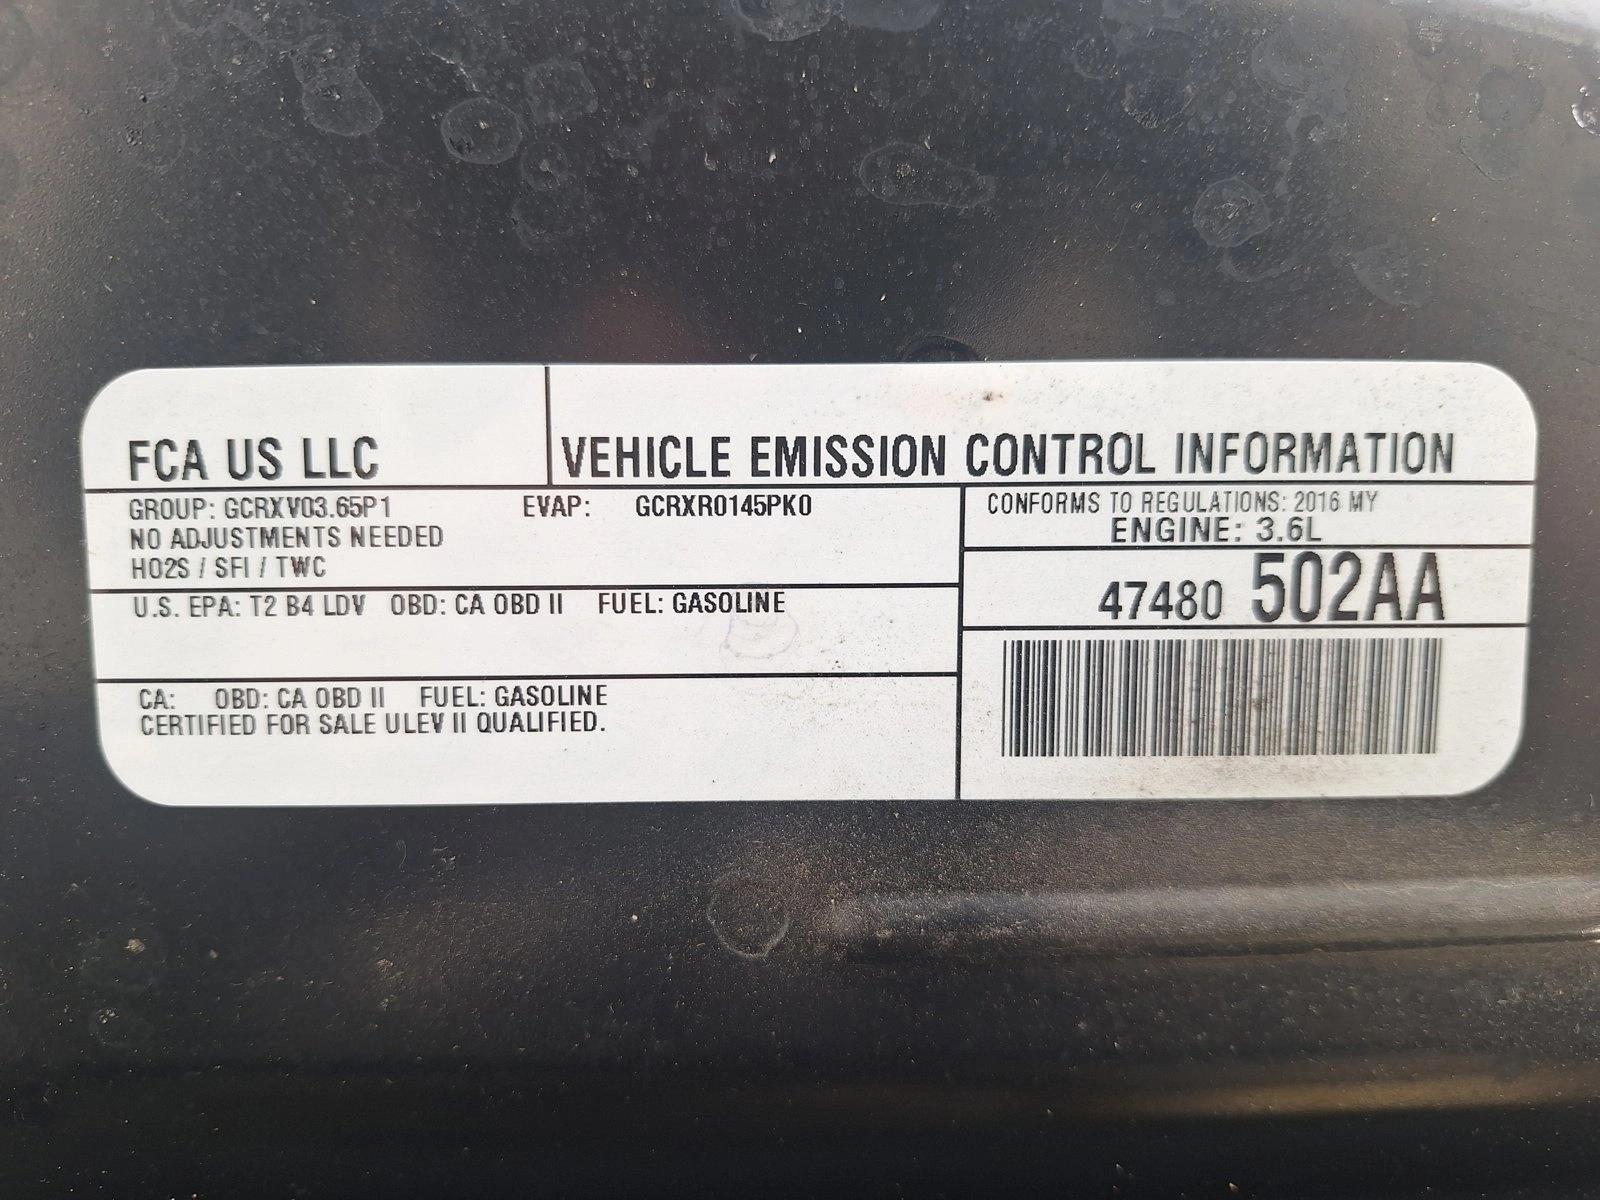 FCA US LLC
VEHICLE EMISSION CONTROL INFORMATION
GROUP: GCRXV03.65P1 EVAP: GCRXR0145PK0
NO ADJUSTMENTS NEEDED
HO2S / SFI / TWC
U.S. EPA: T2 B4 LDV OBD: CA OBD II FUEL: GASOLINE
CA: OBD: CA OBD II FUEL: GASOLINE
CERTIFIED FOR SALE ULEV II QUALIFIED.
CONFORMS TO REGULATIONS: 2016 MY
ENGINE: 3.6L
47480 502AA